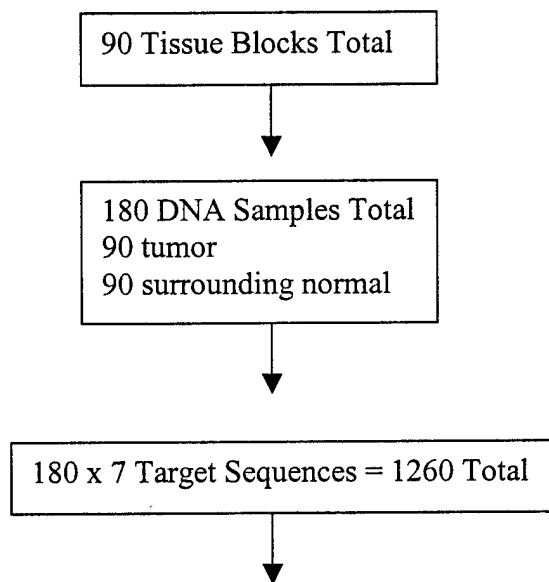 90 Tissue Blocks Total
180 DNA Samples Total
90 tumor
90 surrounding normal
180 x 7 Target Sequences = 1260 Total